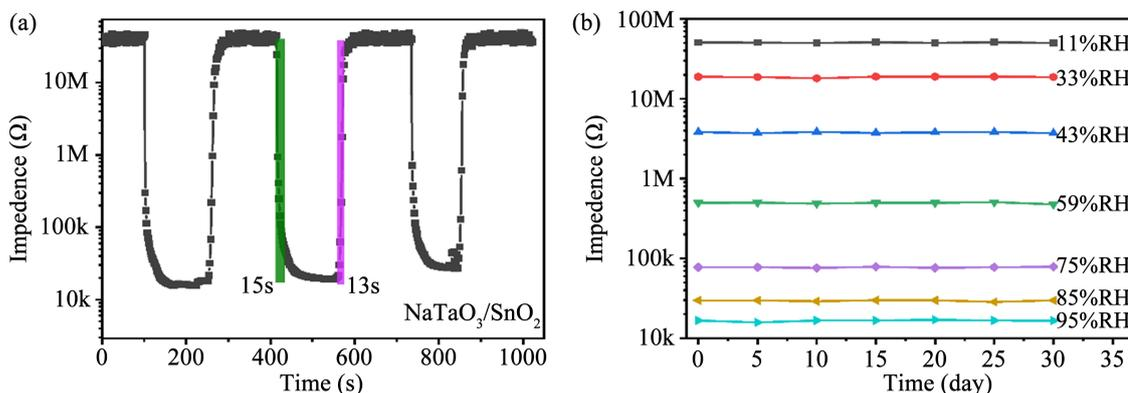 (a)
Impedence (Ω)
10M
1M
100k
10k
15s
13s
NaTaO₃/SnO₂
0 200 400 600 800 1000
Time (s)
(b)
Impedence (Ω)
100M
10M
1M
100k
10k
11%RH
33%RH
43%RH
59%RH
75%RH
85%RH
95%RH
0 5 10 15 20 25 30 35
Time (day)